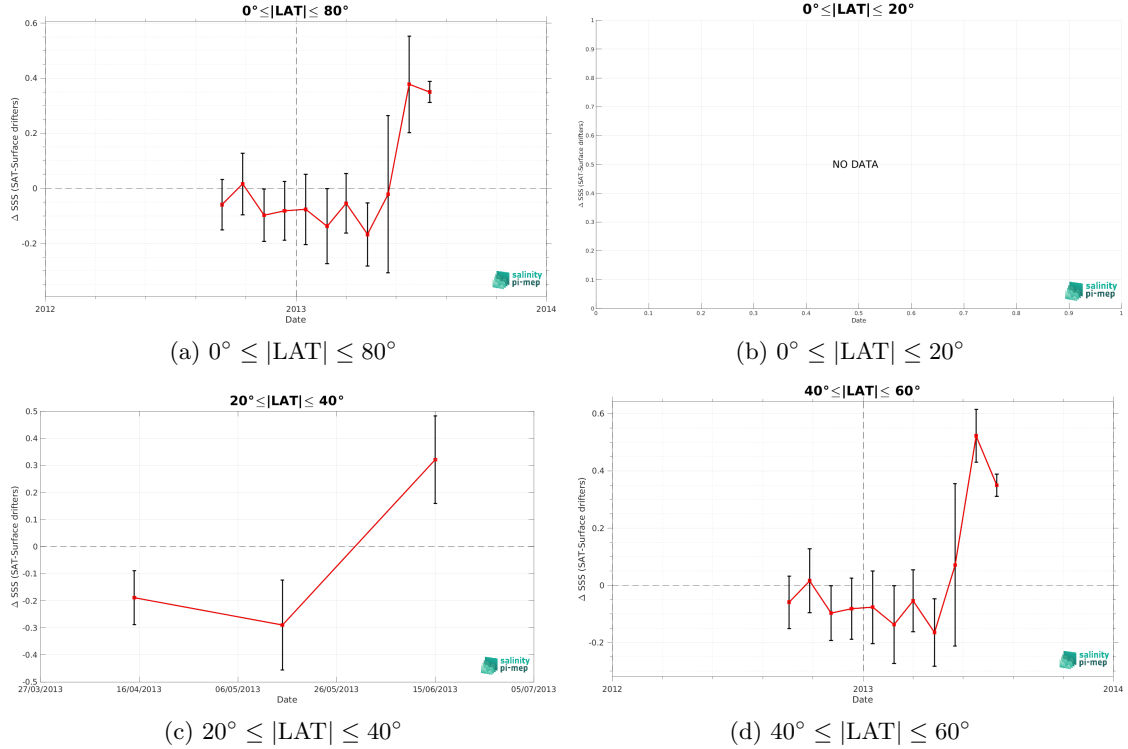 0°≤|LAT|≤ 80°
0.6
0.4
0.2
0
-0.2
Δ SSS (SAT-Surface drifters)
2012 2013 2014
Date
salinity
pi-mep
(a) 0° ≤ |LAT| ≤ 80°
0°≤|LAT|≤ 20°
1
0.9
0.8
0.7
0.6
0.5
0.4
0.3
0.2
0.1
0
Δ SSS (SAT-Surface drifters)
NO DATA
0 0.1 0.2 0.3 0.4 0.5 0.6 0.7 0.8 0.9 1
Date
salinity
pi-mep
(b) 0° ≤ |LAT| ≤ 20°
20°≤|LAT|≤ 40°
0.5
0.4
0.3
0.2
0.1
0
-0.1
-0.2
-0.3
-0.4
-0.5
Δ SSS (SAT-Surface drifters)
27/03/2013 16/04/2013 06/05/2013 26/05/2013 15/06/2013 05/07/2013
Date
salinity
pi-mep
(c) 20° ≤ |LAT| ≤ 40°
40°≤|LAT|≤ 60°
0.6
0.4
0.2
0
-0.2
Δ SSS (SAT-Surface drifters)
2012 2013 2014
Date
salinity
pi-mep
(d) 40° ≤ |LAT| ≤ 60°